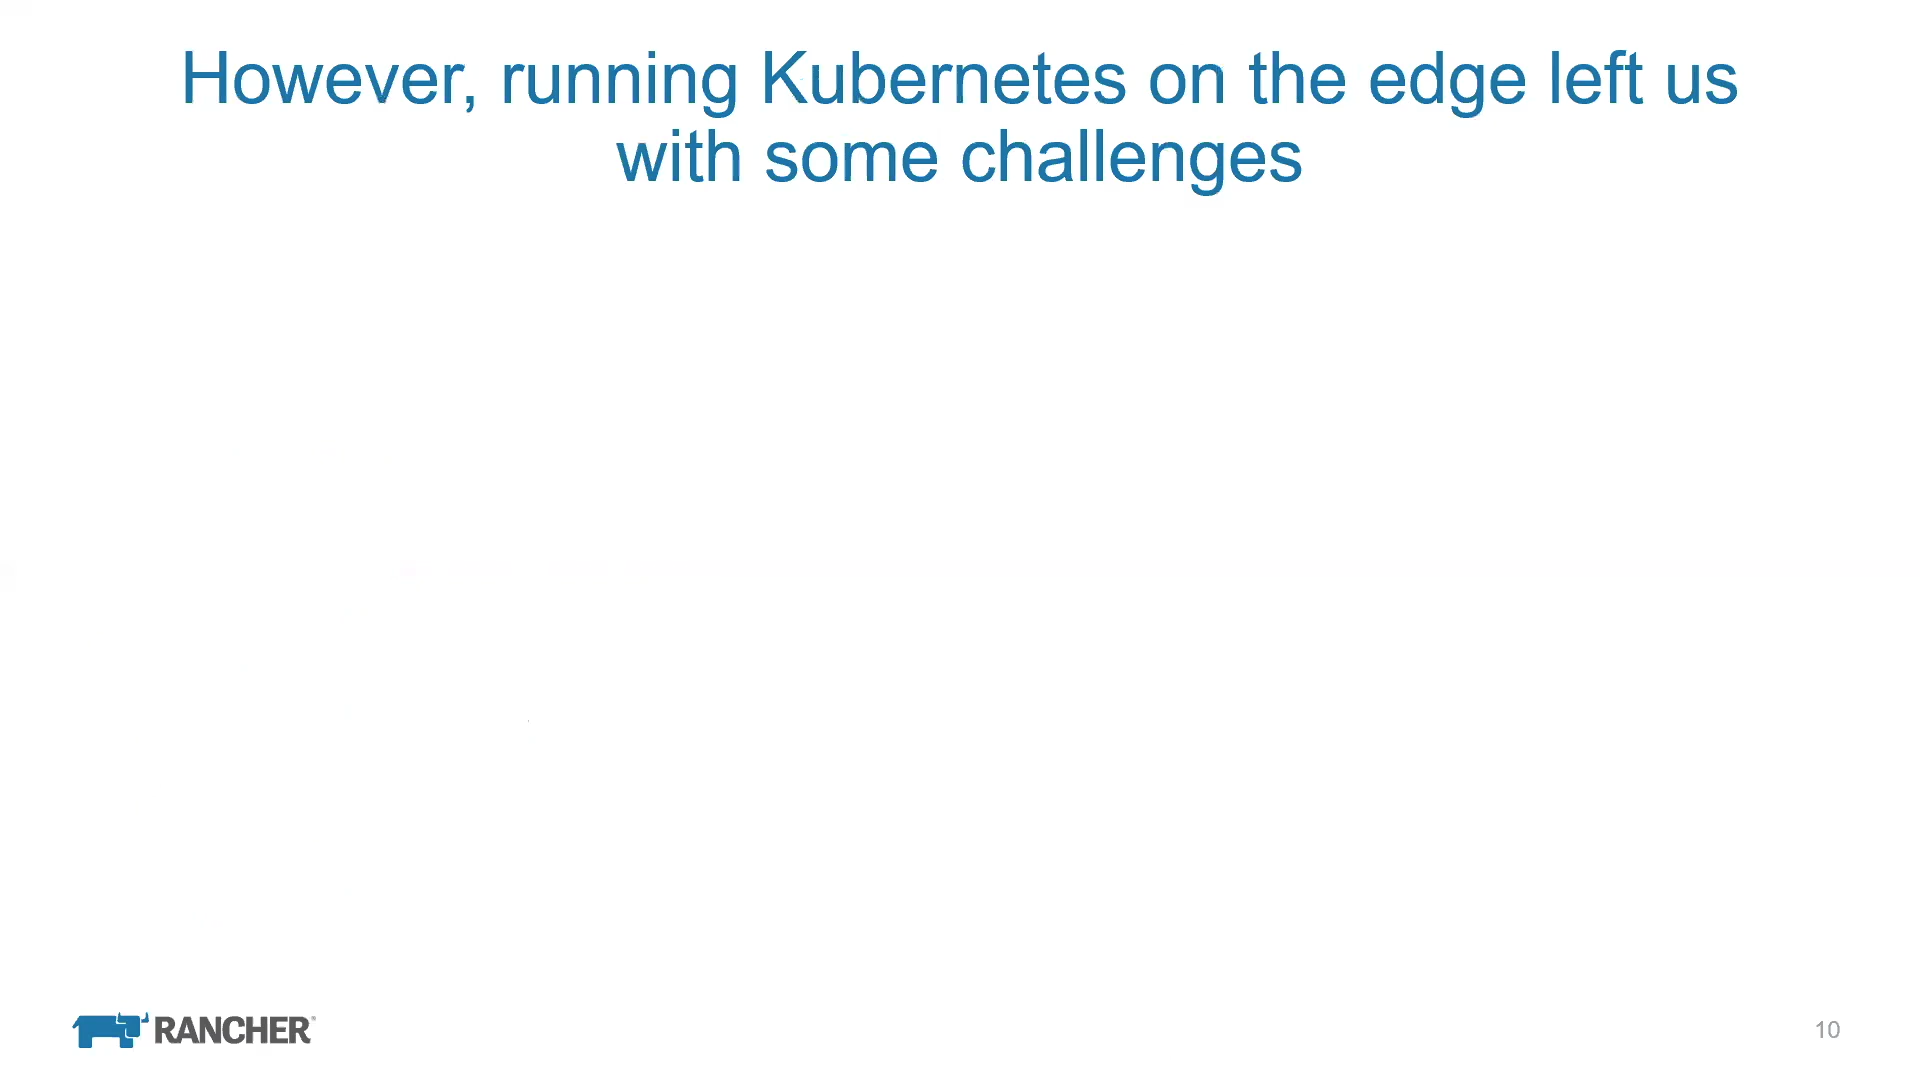 However, running Kubernetes on the edge left us
with some challenges
RANCHER®
10